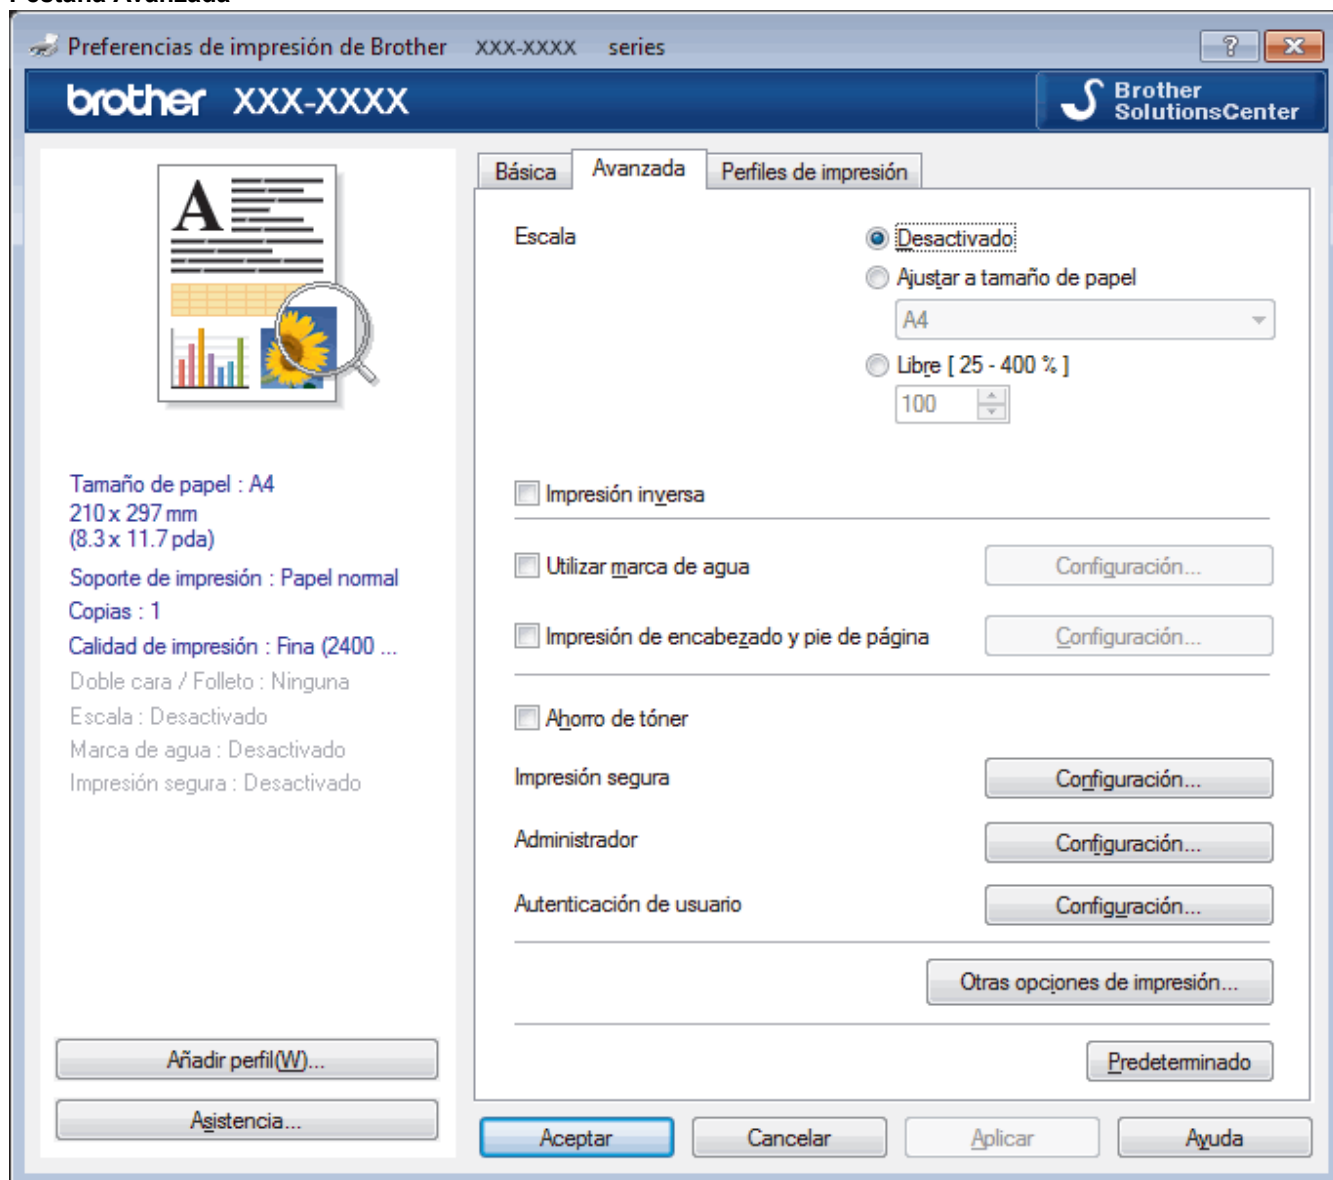 Pestaña Avanzada
Preferencias de impresión de Brother XXX-XXXX series
brother XXX-XXXX
Brother
SolutionsCenter
A
Tamaño de papel : A4
210 x 297 mm
(8.3 x 11.7 pda)
Soporte de impresión : Papel normal
Copias : 1
Calidad de impresión : Fina (2400 ...
Doble cara / Folleto : Ninguna
Escala : Desactivado
Marca de agua : Desactivado
Impresión segura : Desactivado
Añadir perfil(W)...
Asistencia...
Básica Avanzada Perfiles de impresión
Escala
Desactivado
Ajustar a tamaño de papel
A4
Libre [ 25 - 400 % ]
100
Impresión inversa
Utilizar marca de agua Configuración...
Impresión de encabezado y pie de página Configuración...
Ahorro de tóner
Impresión segura Configuración...
Administrador Configuración...
Autenticación de usuario Configuración...
Otras opciones de impresión...
Predeterminado
Aceptar Cancelar Aplicar Ayuda